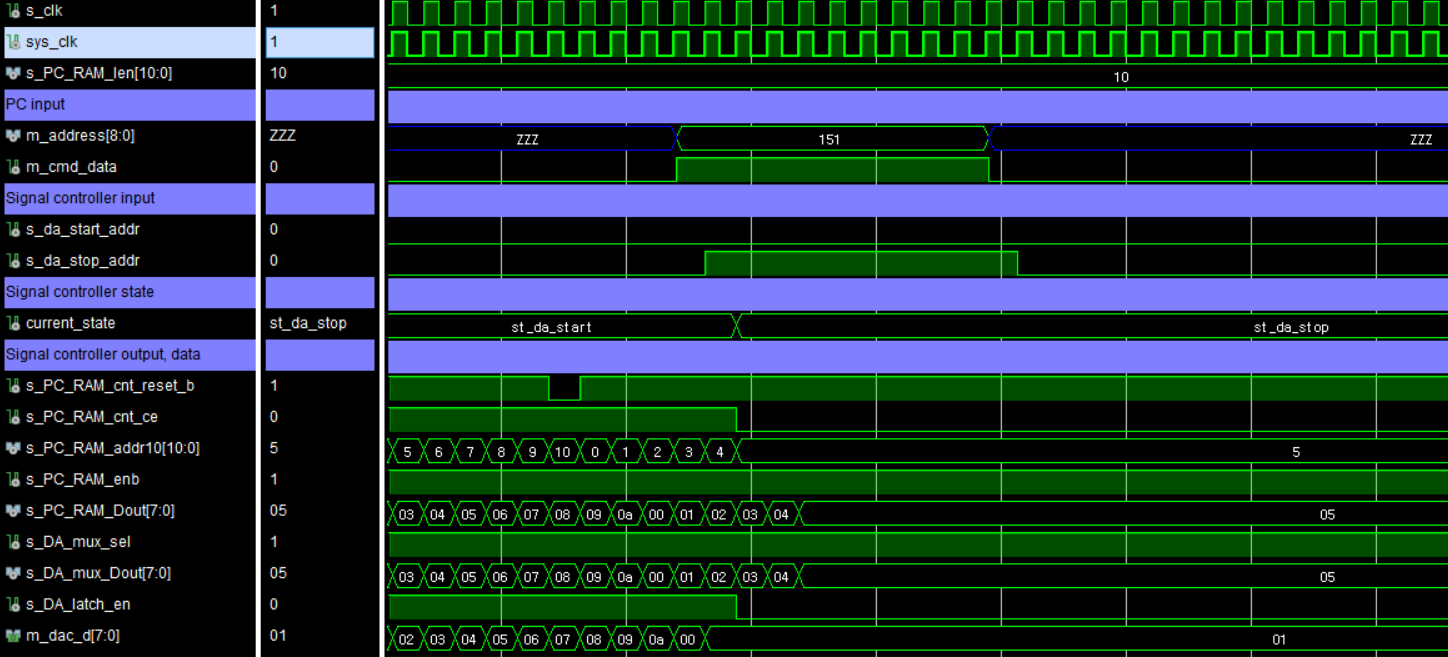 s_clk 1
sys_clk 1
s_PC_RAM_len[10:0] 10 10
PC input
m_address[8:0] ZZZ ZZZ 151 ZZZ
m_cmd_data 0
Signal controller input
s_da_start_addr 0
s_da_stop_addr 0
Signal controller state
current_state st_da_stop st_da_start st_da_stop
Signal controller output, data
s_PC_RAM_cnt_reset_b 1
s_PC_RAM_cnt_ce 0
s_PC_RAM_addr10[10:0] 5 5 6 7 8 9 10 0 1 2 3 4 5
s_PC_RAM_enb 1
s_PC_RAM_Dout[7:0] 05 03 04 05 06 07 08 09 0a 00 01 02 03 04 05
s_DA_mux_sel 1
s_DA_mux_Dout[7:0] 05 03 04 05 06 07 08 09 0a 00 01 02 03 04 05
s_DA_latch_en 0
m_dac_d[7:0] 01 02 03 04 05 06 07 08 09 0a 00 01